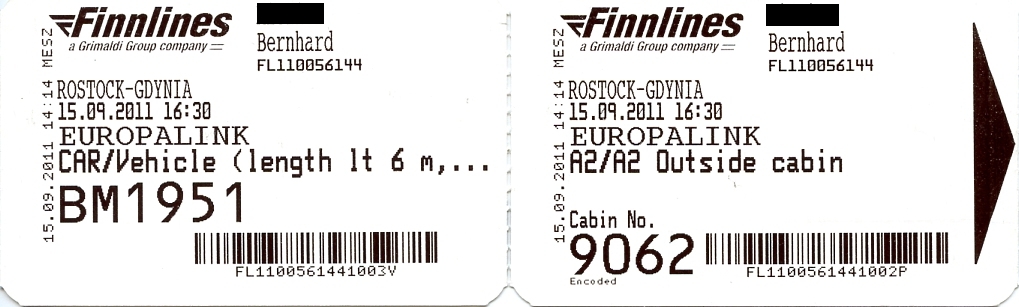 Finnlines
a Grimaldi Group company
Bernhard
FL110056144
ROSTOCK-GDYNIA
15.09.2011 16:30
EUROPALINK
CAR/Vehicle (length lt 6 m,...
BM1951
FL1100561441003V
15.09.2011 14:14 MESZ
Finnlines
a Grimaldi Group company
Bernhard
FL110056144
ROSTOCK-GDYNIA
15.09.2011 16:30
EUROPALINK
A2/A2 Outside cabin
Cabin No.
9062
Encoded
FL1100561441002P
15.09.2011 14:14 MESZ